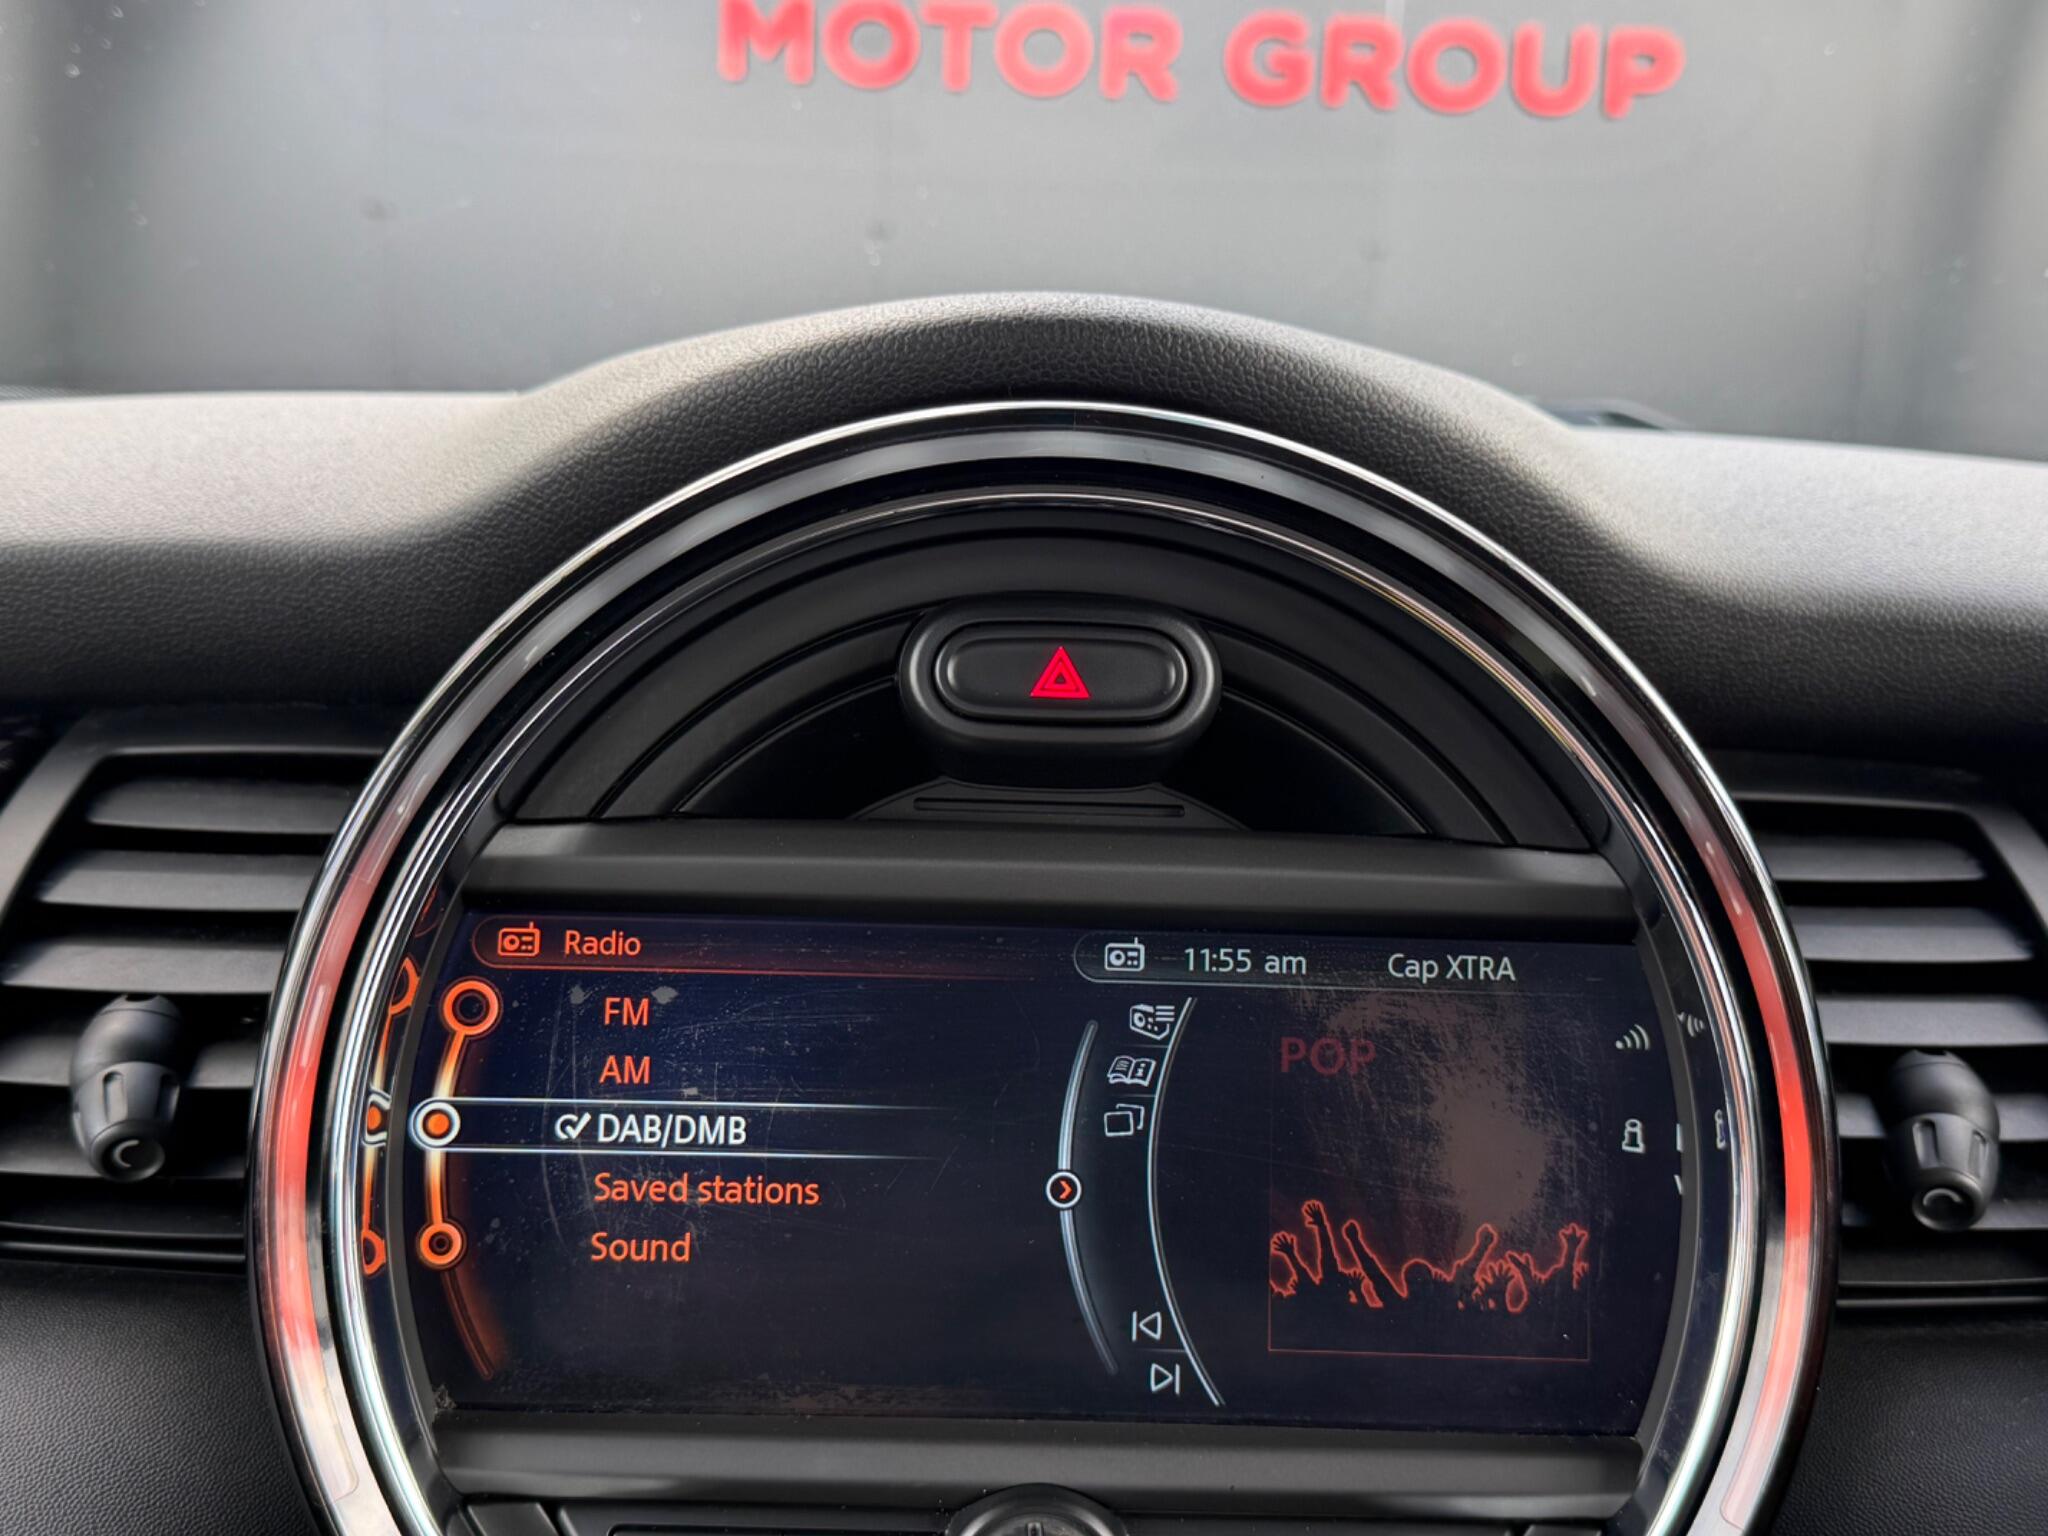 MOTOR GROUP
Radio
11:55 am Cap XTRA
FM
AM
DAB/DMB
Saved stations
Sound
POP